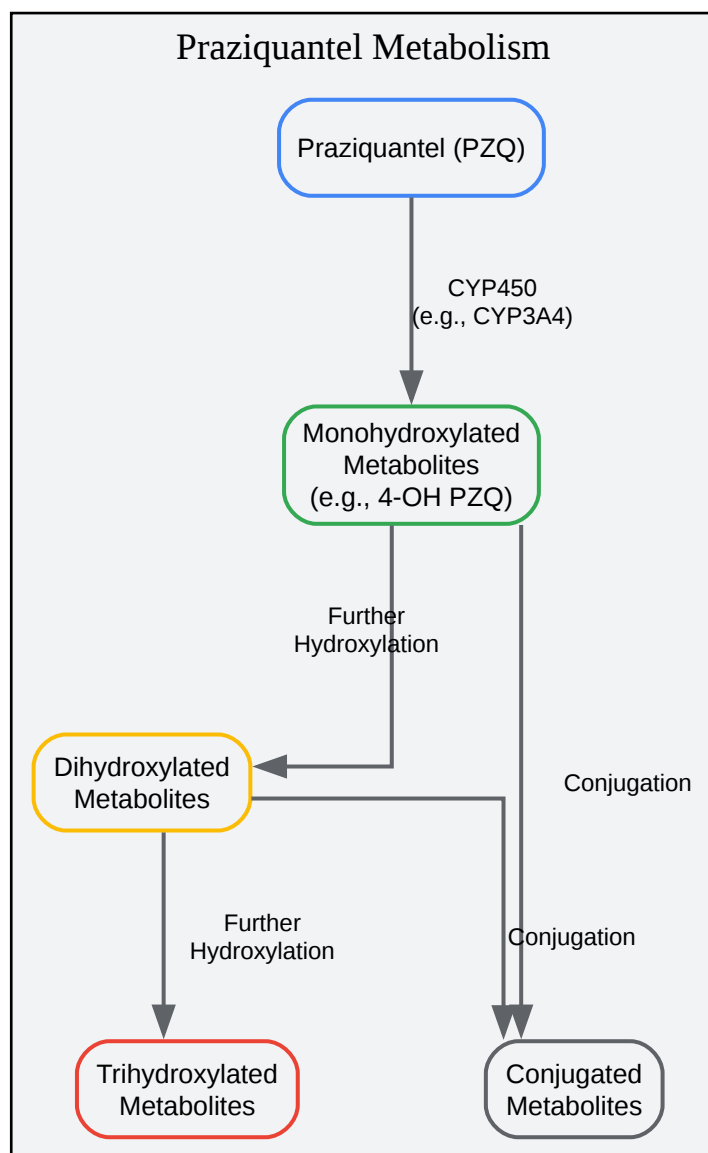 Praziquantel Metabolism
Praziquantel (PZQ)
CYP450
(e.g., CYP3A4)
Monohydroxylated
Metabolites
(e.g., 4-OH PZQ)
Further
Hydroxylation
Dihydroxylated
Metabolites
Conjugation
Further
Hydroxylation
Conjugation
Trihydroxylated
Metabolites
Conjugated
Metabolites